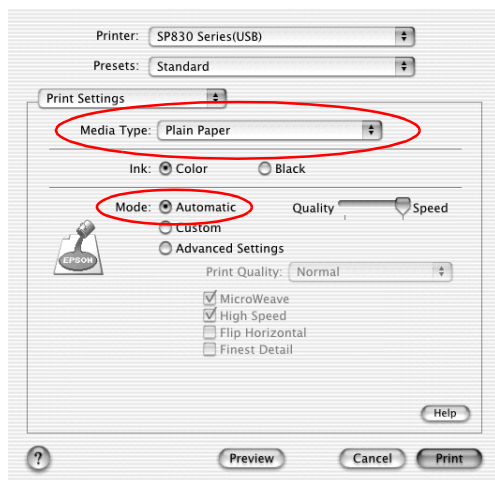 Printer: SP830 Series(USB)
Presets: Standard
Print Settings
Media Type: Plain Paper
Ink: Color Black
Mode: Automatic Quality Speed
Custom
EPSON Advanced Settings
Print Quality: Normal
MicroWeave
High Speed
Flip Horizontal
Finest Detail
Help
? Preview Cancel Print